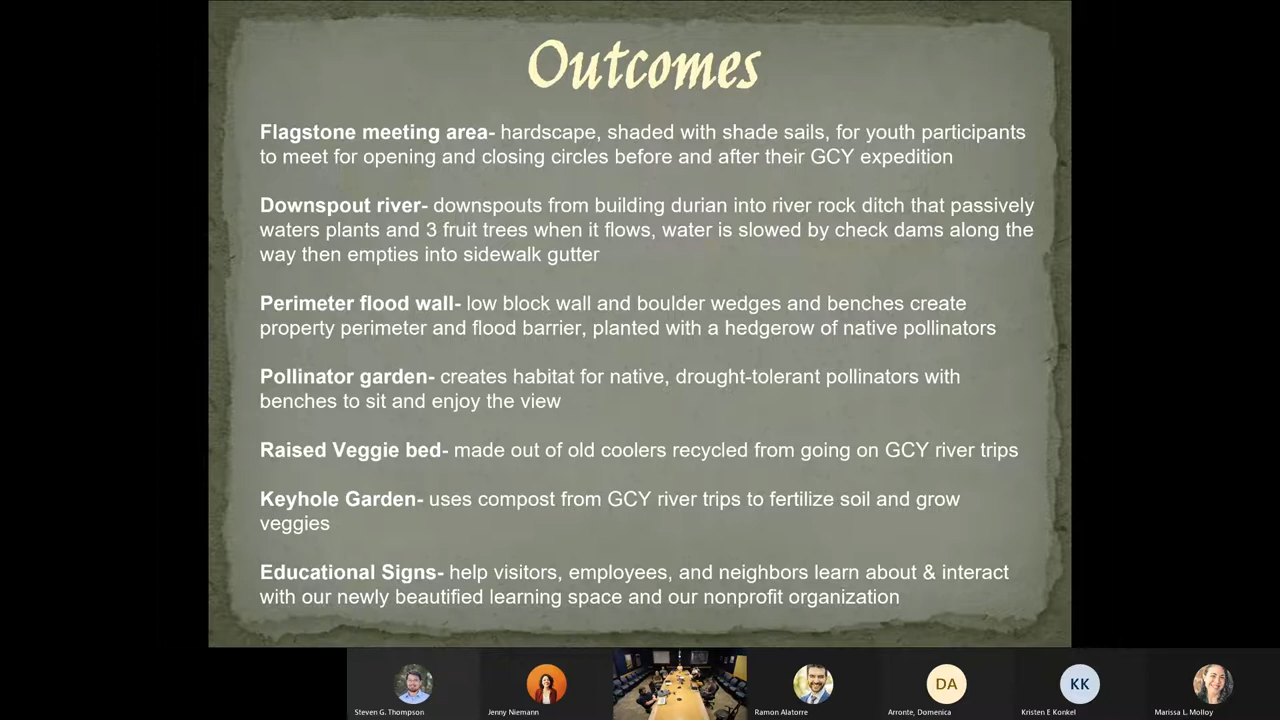 Outcomes
Flagstone meeting area- hardscape, shaded with shade sails, for youth participants
to meet for opening and closing circles before and after their GCY expedition
Downspout river- downspouts from building durian into river rock ditch that passively
waters plants and 3 fruit trees when it flows, water is slowed by check dams along the
way then empties into sidewalk gutter
Perimeter flood wall- low block wall and boulder wedges and benches create
property perimeter and flood barrier, planted with a hedgerow of native pollinators
Pollinator garden- creates habitat for native, drought-tolerant pollinators with
benches to sit and enjoy the view
Raised Veggie bed- made out of old coolers recycled from going on GCY river trips
Keyhole Garden- uses compost from GCY river trips to fertilize soil and grow
veggies
Educational Signs- help visitors, employees, and neighbors learn about & interact
with our newly beautified learning space and our nonprofit organization
DA
KK
Steven G. Thompson
Jenny Niemann
Ramon Alatorre
Arronte, Domenica
Kristen E Konkel
Marissa L. Molloy